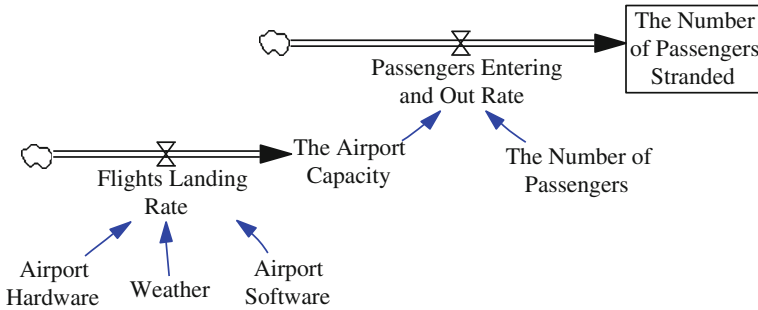 The Number
of Passengers
Stranded
Passengers Entering
and Out Rate
The Airport
Capacity
The Number of
Passengers
Flights Landing
Rate
Airport
Hardware
Weather
Airport
Software